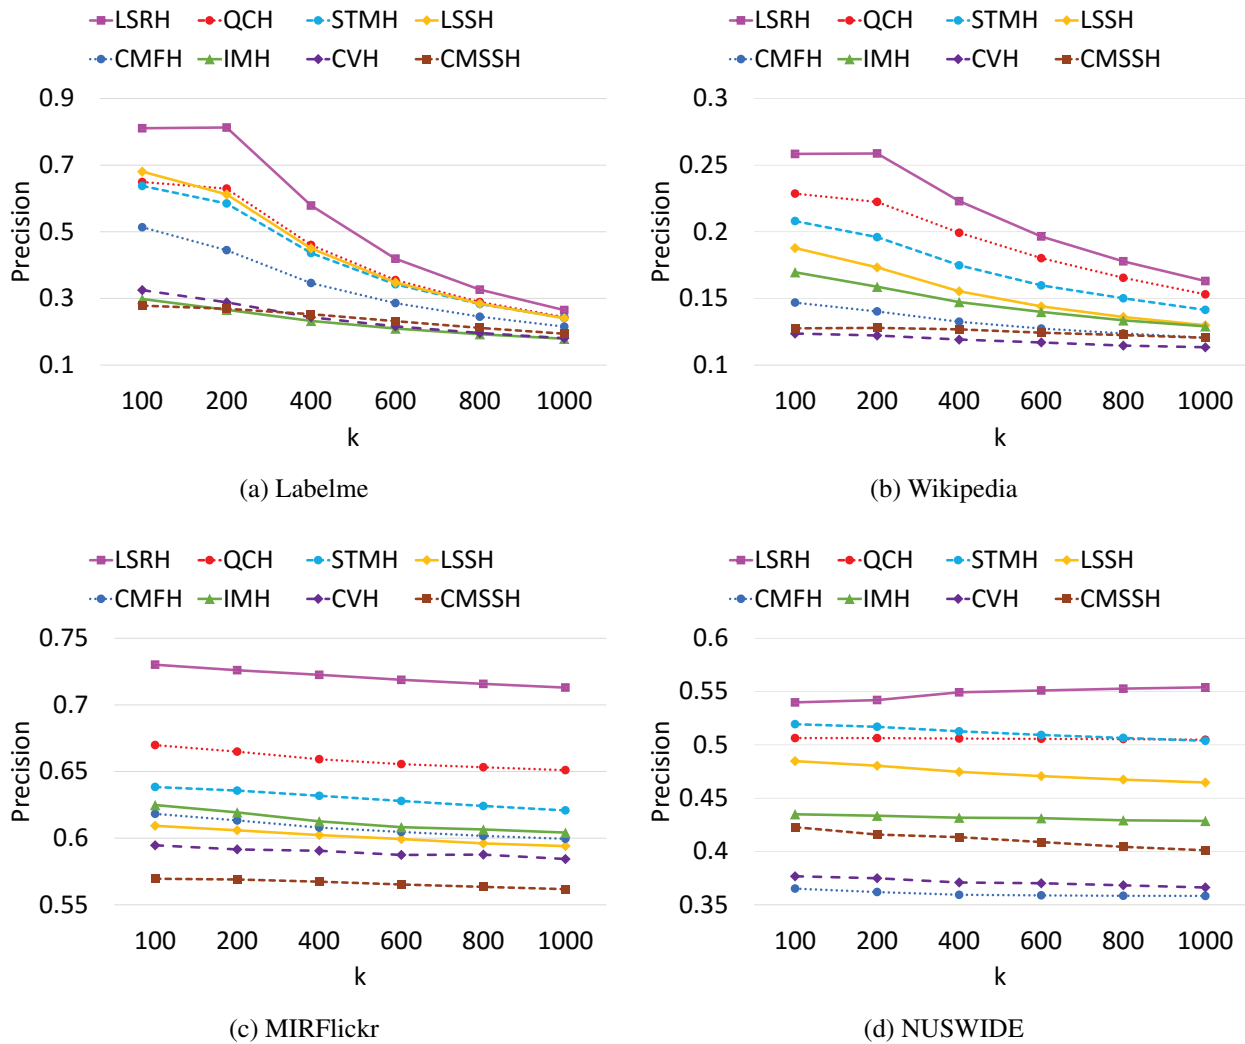 LSRH QCH STMH LSSH
CMFH IMH CVH CMSSH
0.9
0.7
0.5
0.3
0.1
Precision
100 200 400 600 800 1000
k
(a) Labelme
LSRH QCH STMH LSSH
CMFH IMH CVH CMSSH
0.3
0.25
0.2
0.15
0.1
Precision
100 200 400 600 800 1000
k
(b) Wikipedia
LSRH QCH STMH LSSH
CMFH IMH CVH CMSSH
0.75
0.7
0.65
0.6
0.55
Precision
100 200 400 600 800 1000
k
(c) MIRFlickr
LSRH QCH STMH LSSH
CMFH IMH CVH CMSSH
0.6
0.55
0.5
0.45
0.4
0.35
Precision
100 200 400 600 800 1000
k
(d) NUSWIDE